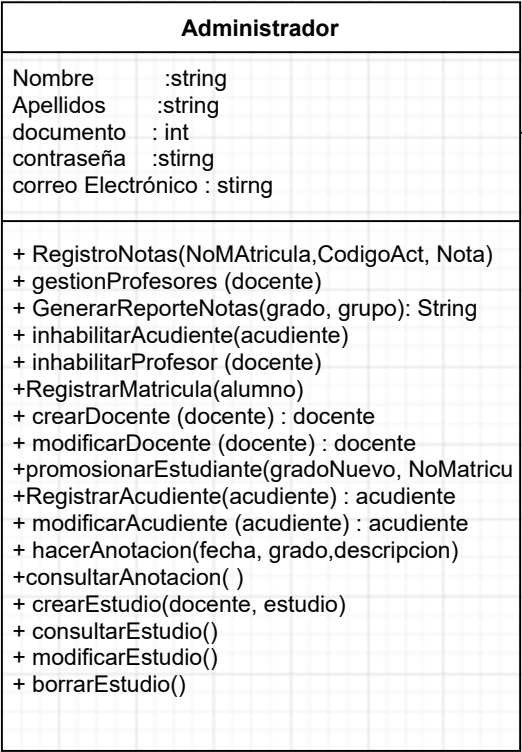 Administrador
Nombre :string
Apellidos :string
documento : int
contraseña :stirng
correo Electrónico : stirng
+ RegistroNotas(NoMAtricula,CodigoAct, Nota)
+ gestionProfesores (docente)
+ GenerarReporteNotas(grado, grupo): String
+ inhabilitarAcudiente(acudiente)
+ inhabilitarProfesor (docente)
+RegistrarMatricula(alumno)
+ crearDocente (docente) : docente
+ modificarDocente (docente) : docente
+promosionarEstudiante(gradoNuevo, NoMatricu
+RegistrarAcudiente(acudiente) : acudiente
+ modificarAcudiente (acudiente) : acudiente
+ hacerAnotacion(fecha, grado,descripcion)
+consultarAnotacion( )
+ crearEstudio(docente, estudio)
+ consultarEstudio()
+ modificarEstudio()
+ borrarEstudio()